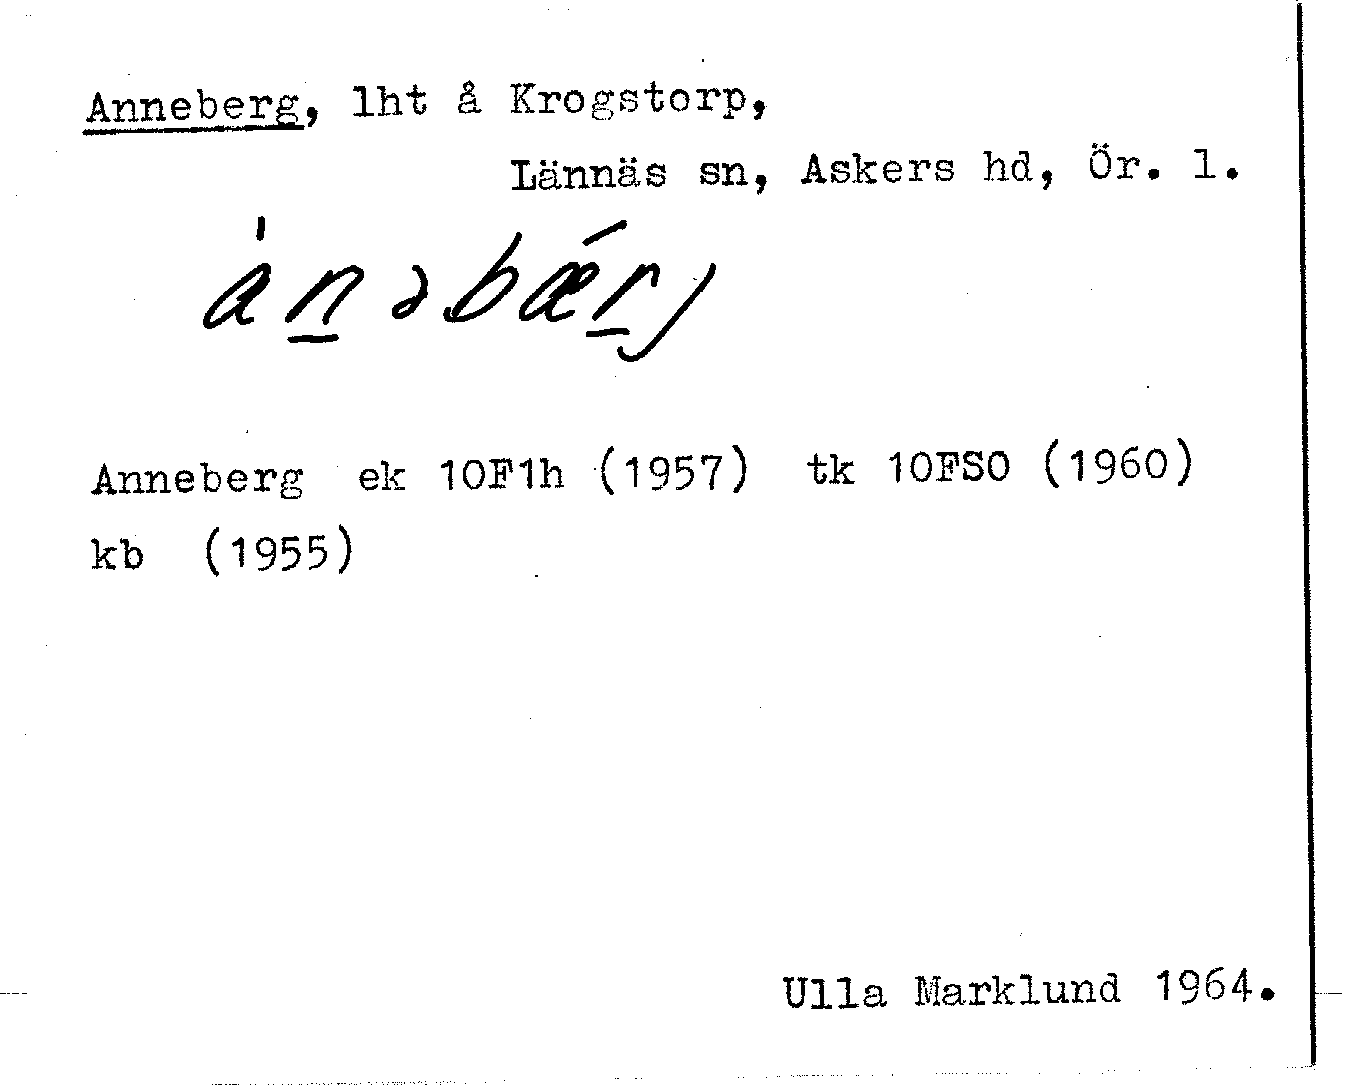 Anneberg, lht å Krogstorp,
Lännäs sn, Askers hd, Ör. l.
ànəbǽrj
Anneberg ek 10F1h (1957) tk 10FSO (1960)
kb (1955)
Ulla Marklund 1964.